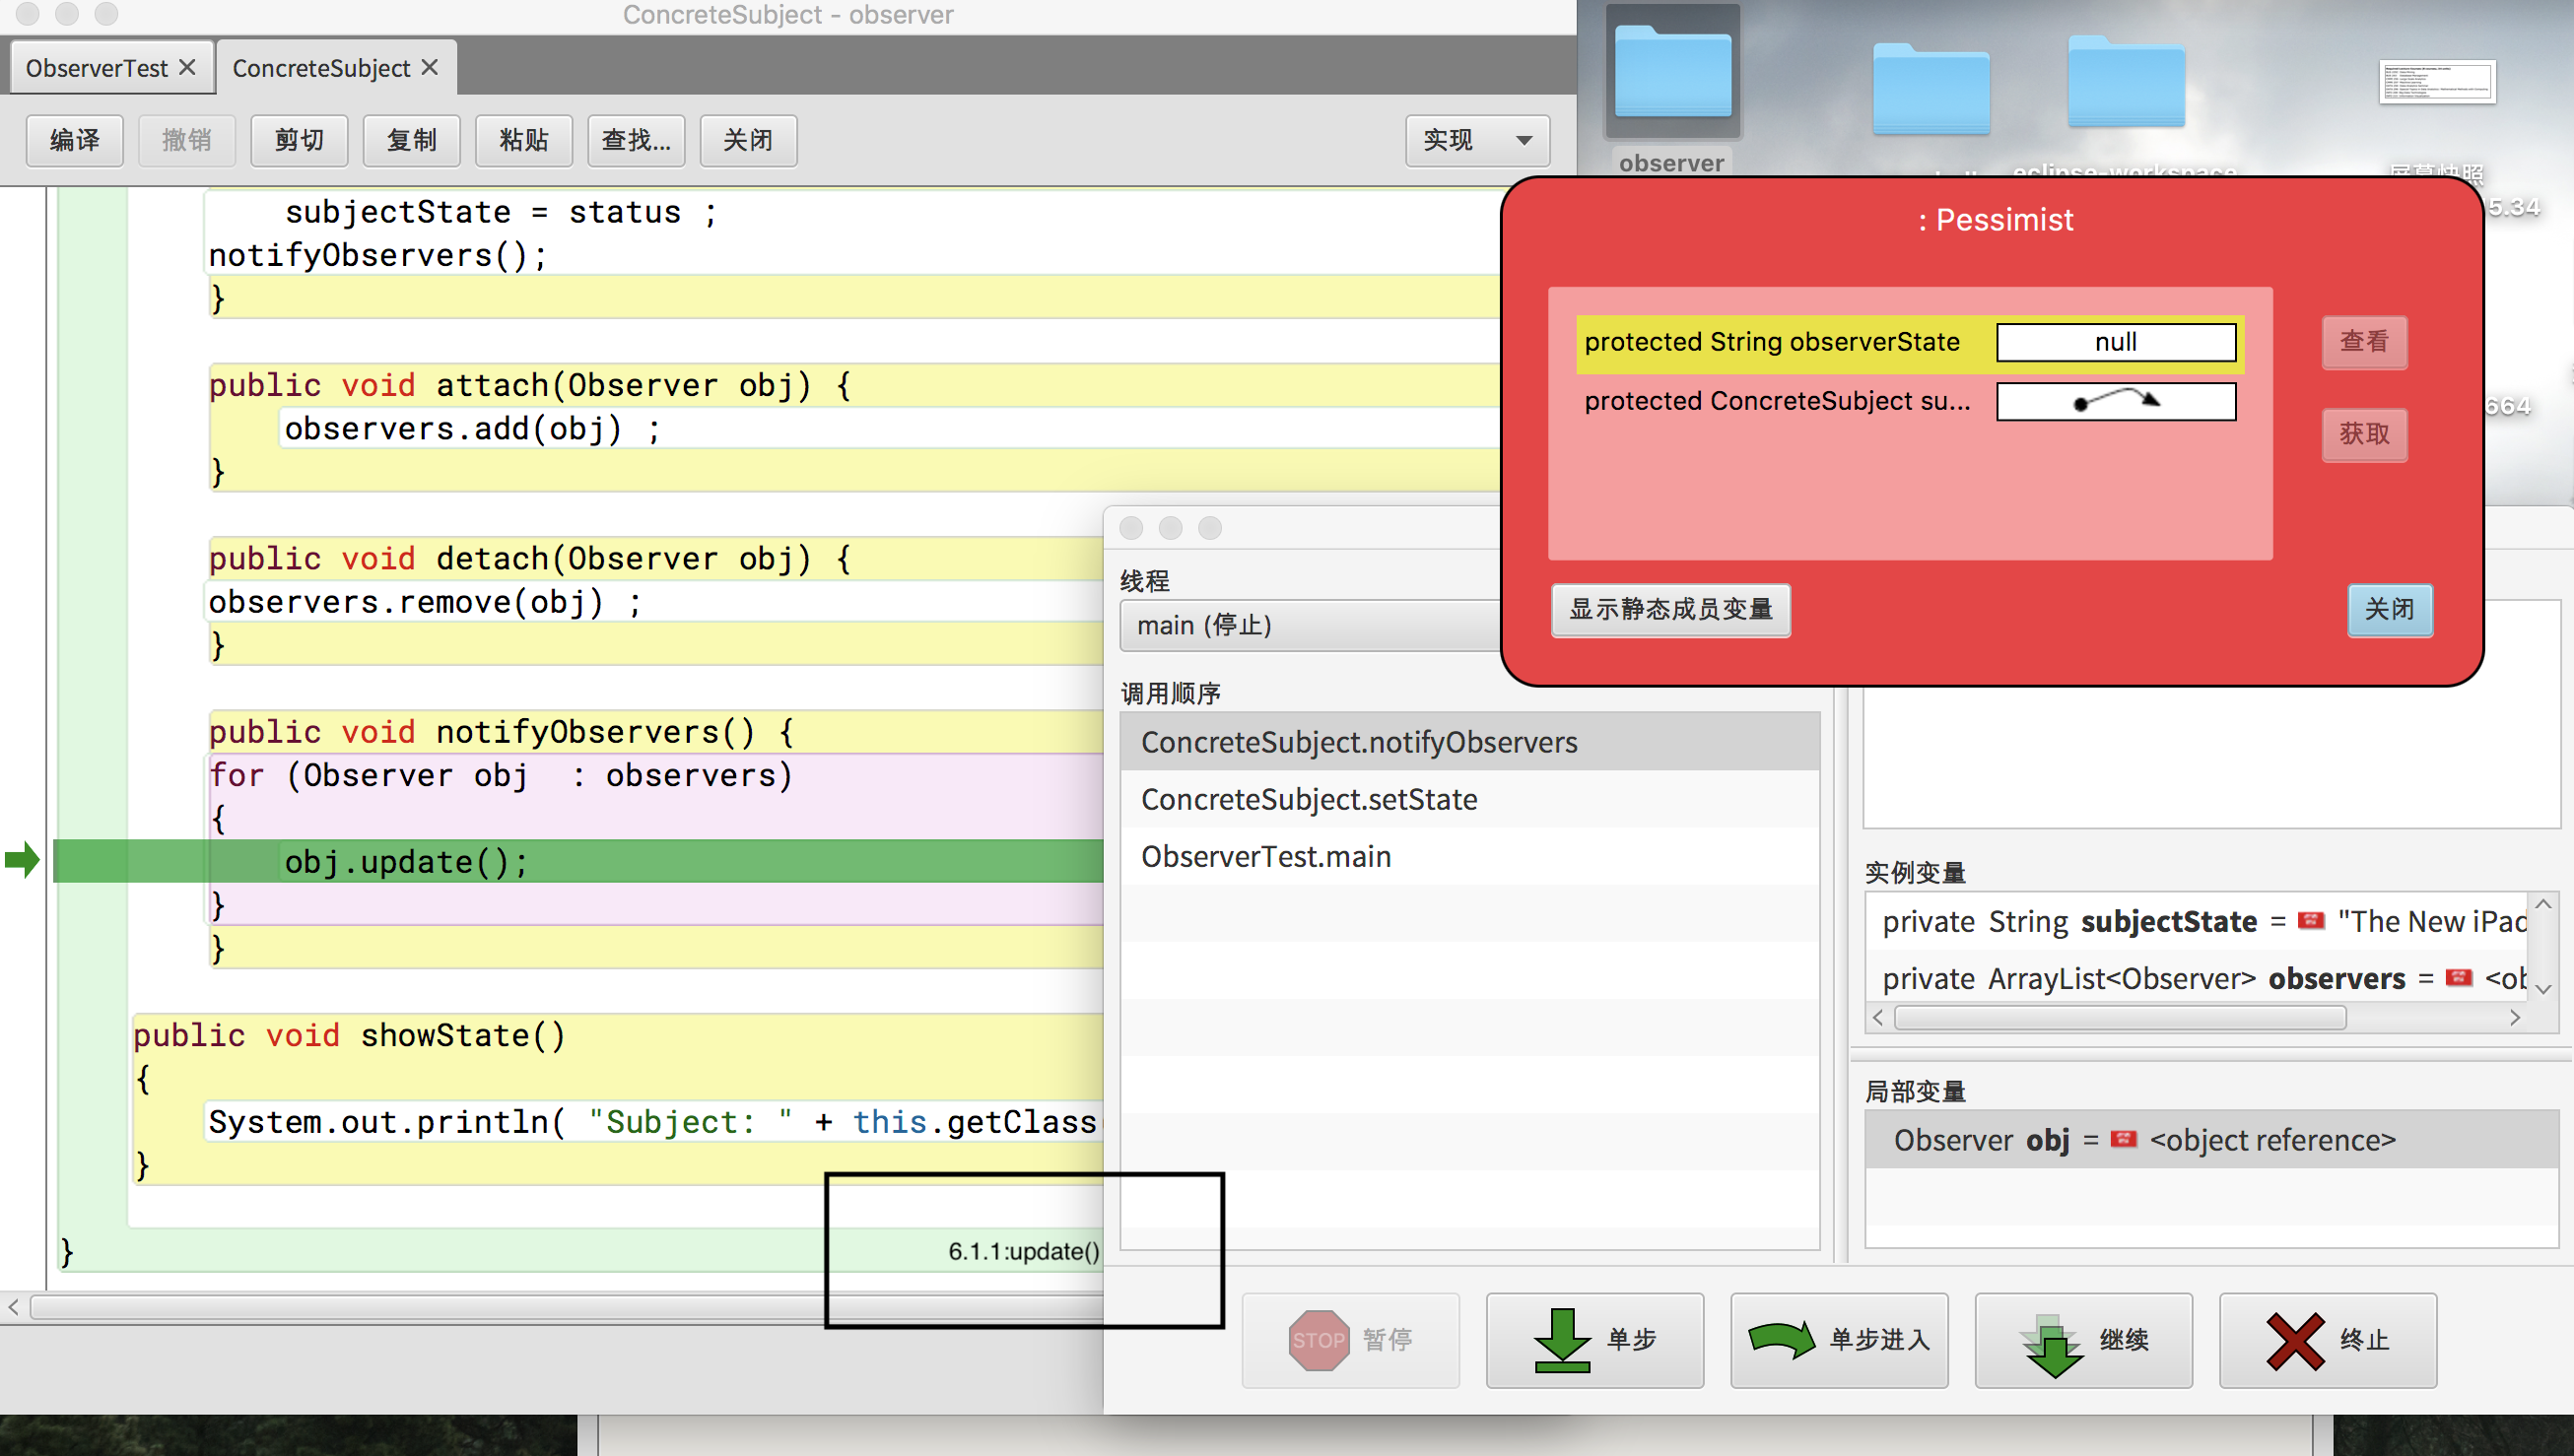 ConcreteSubject - observer
ObserverTest
ConcreteSubject
编译
撤销
剪切
复制
粘贴
查找...
关闭
实现
subjectState = status ;
notifyObservers();
}
public void attach(Observer obj) {
observers.add(obj) ;
}
public void detach(Observer obj) {
observers.remove(obj) ;
}
public void notifyObservers() {
for (Observer obj  : observers)
{
obj.update();
}
}
public void showState()
{
System.out.println( "Subject: " + this.getClass
}
}
6.1.1:update()
observer
eclipse-workspace
屏幕快照
5.34
664
: Pessimist
protected String observerState
null
protected ConcreteSubject su...
查看
获取
显示静态成员变量
关闭
线程
main (停止)
调用顺序
ConcreteSubject.notifyObservers
ConcreteSubject.setState
ObserverTest.main
实例变量
private String subjectState = "The New iPad
private ArrayList<Observer> observers = <ob
局部变量
Observer obj = <object reference>
STOP 暂停
单步
单步进入
继续
终止